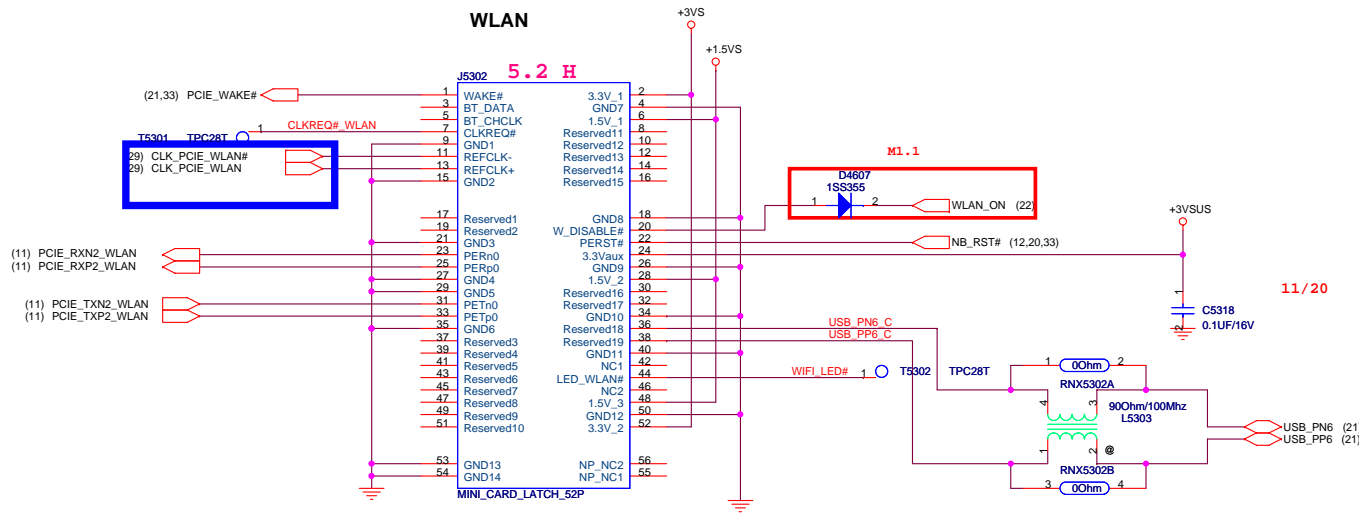 WLAN
+3VS
+1.5VS
5.2 H
J5302
(21,33) PCIE_WAKE#
1 WAKE# 3.3V_1 2
3 BT_DATA GND7 4
5 BT_CHCLK 1.5V_1 6
T5301 TPC28T 1 CLKREQ#_WLAN 7 CLKREQ# Reserved11 8
9 GND1 Reserved10 10
29) CLK_PCIE_WLAN# 11 REFCLK- Reserved13 12
29) CLK_PCIE_WLAN 13 REFCLK+ Reserved14 14
15 GND2 Reserved15 16
M1.1
D4607
1SS355
1 2 WLAN_ON (22)
17 Reserved1 GND8 18
19 Reserved2 W_DISABLE# 20
21 GND3 PERST# 22 NB_RST# (12,20,33)
+3VSUS
(11) PCIE_RXN2_WLAN 23 PERn0 3.3Vaux 24
(11) PCIE_RXP2_WLAN 25 PERp0 GND9 26
27 GND4 1.5V_2 28
29 GND5 Reserved16 30
(11) PCIE_TXN2_WLAN 31 PETn0 Reserved17 32
(11) PCIE_TXP2_WLAN 33 PETp0 GND10 34
35 GND6 Reserved18 36 USB_PN6_C
37 Reserved3 Reserved19 38 USB_PP6_C
39 Reserved4 GND11 40
41 Reserved5 NC1 42
43 Reserved6 LED_WLAN# 44 WIFI_LED# 1 T5302 TPC28T
45 Reserved7 NC2 46
47 Reserved8 1.5V_3 48
49 Reserved9 GND12 50
51 Reserved10 3.3V_2 52
53 GND13 NP_NC2 56
54 GND14 NP_NC1 55
MINI_CARD_LATCH_52P
11/20
1
C5318
0.1UF/16V
2
1 0Ohm 2
RNX5302A
4 3
90Ohm/100Mhz
L5303
1 2 @
RNX5302B
3 0Ohm 4
USB_PN6 (21)
USB_PP6 (21)